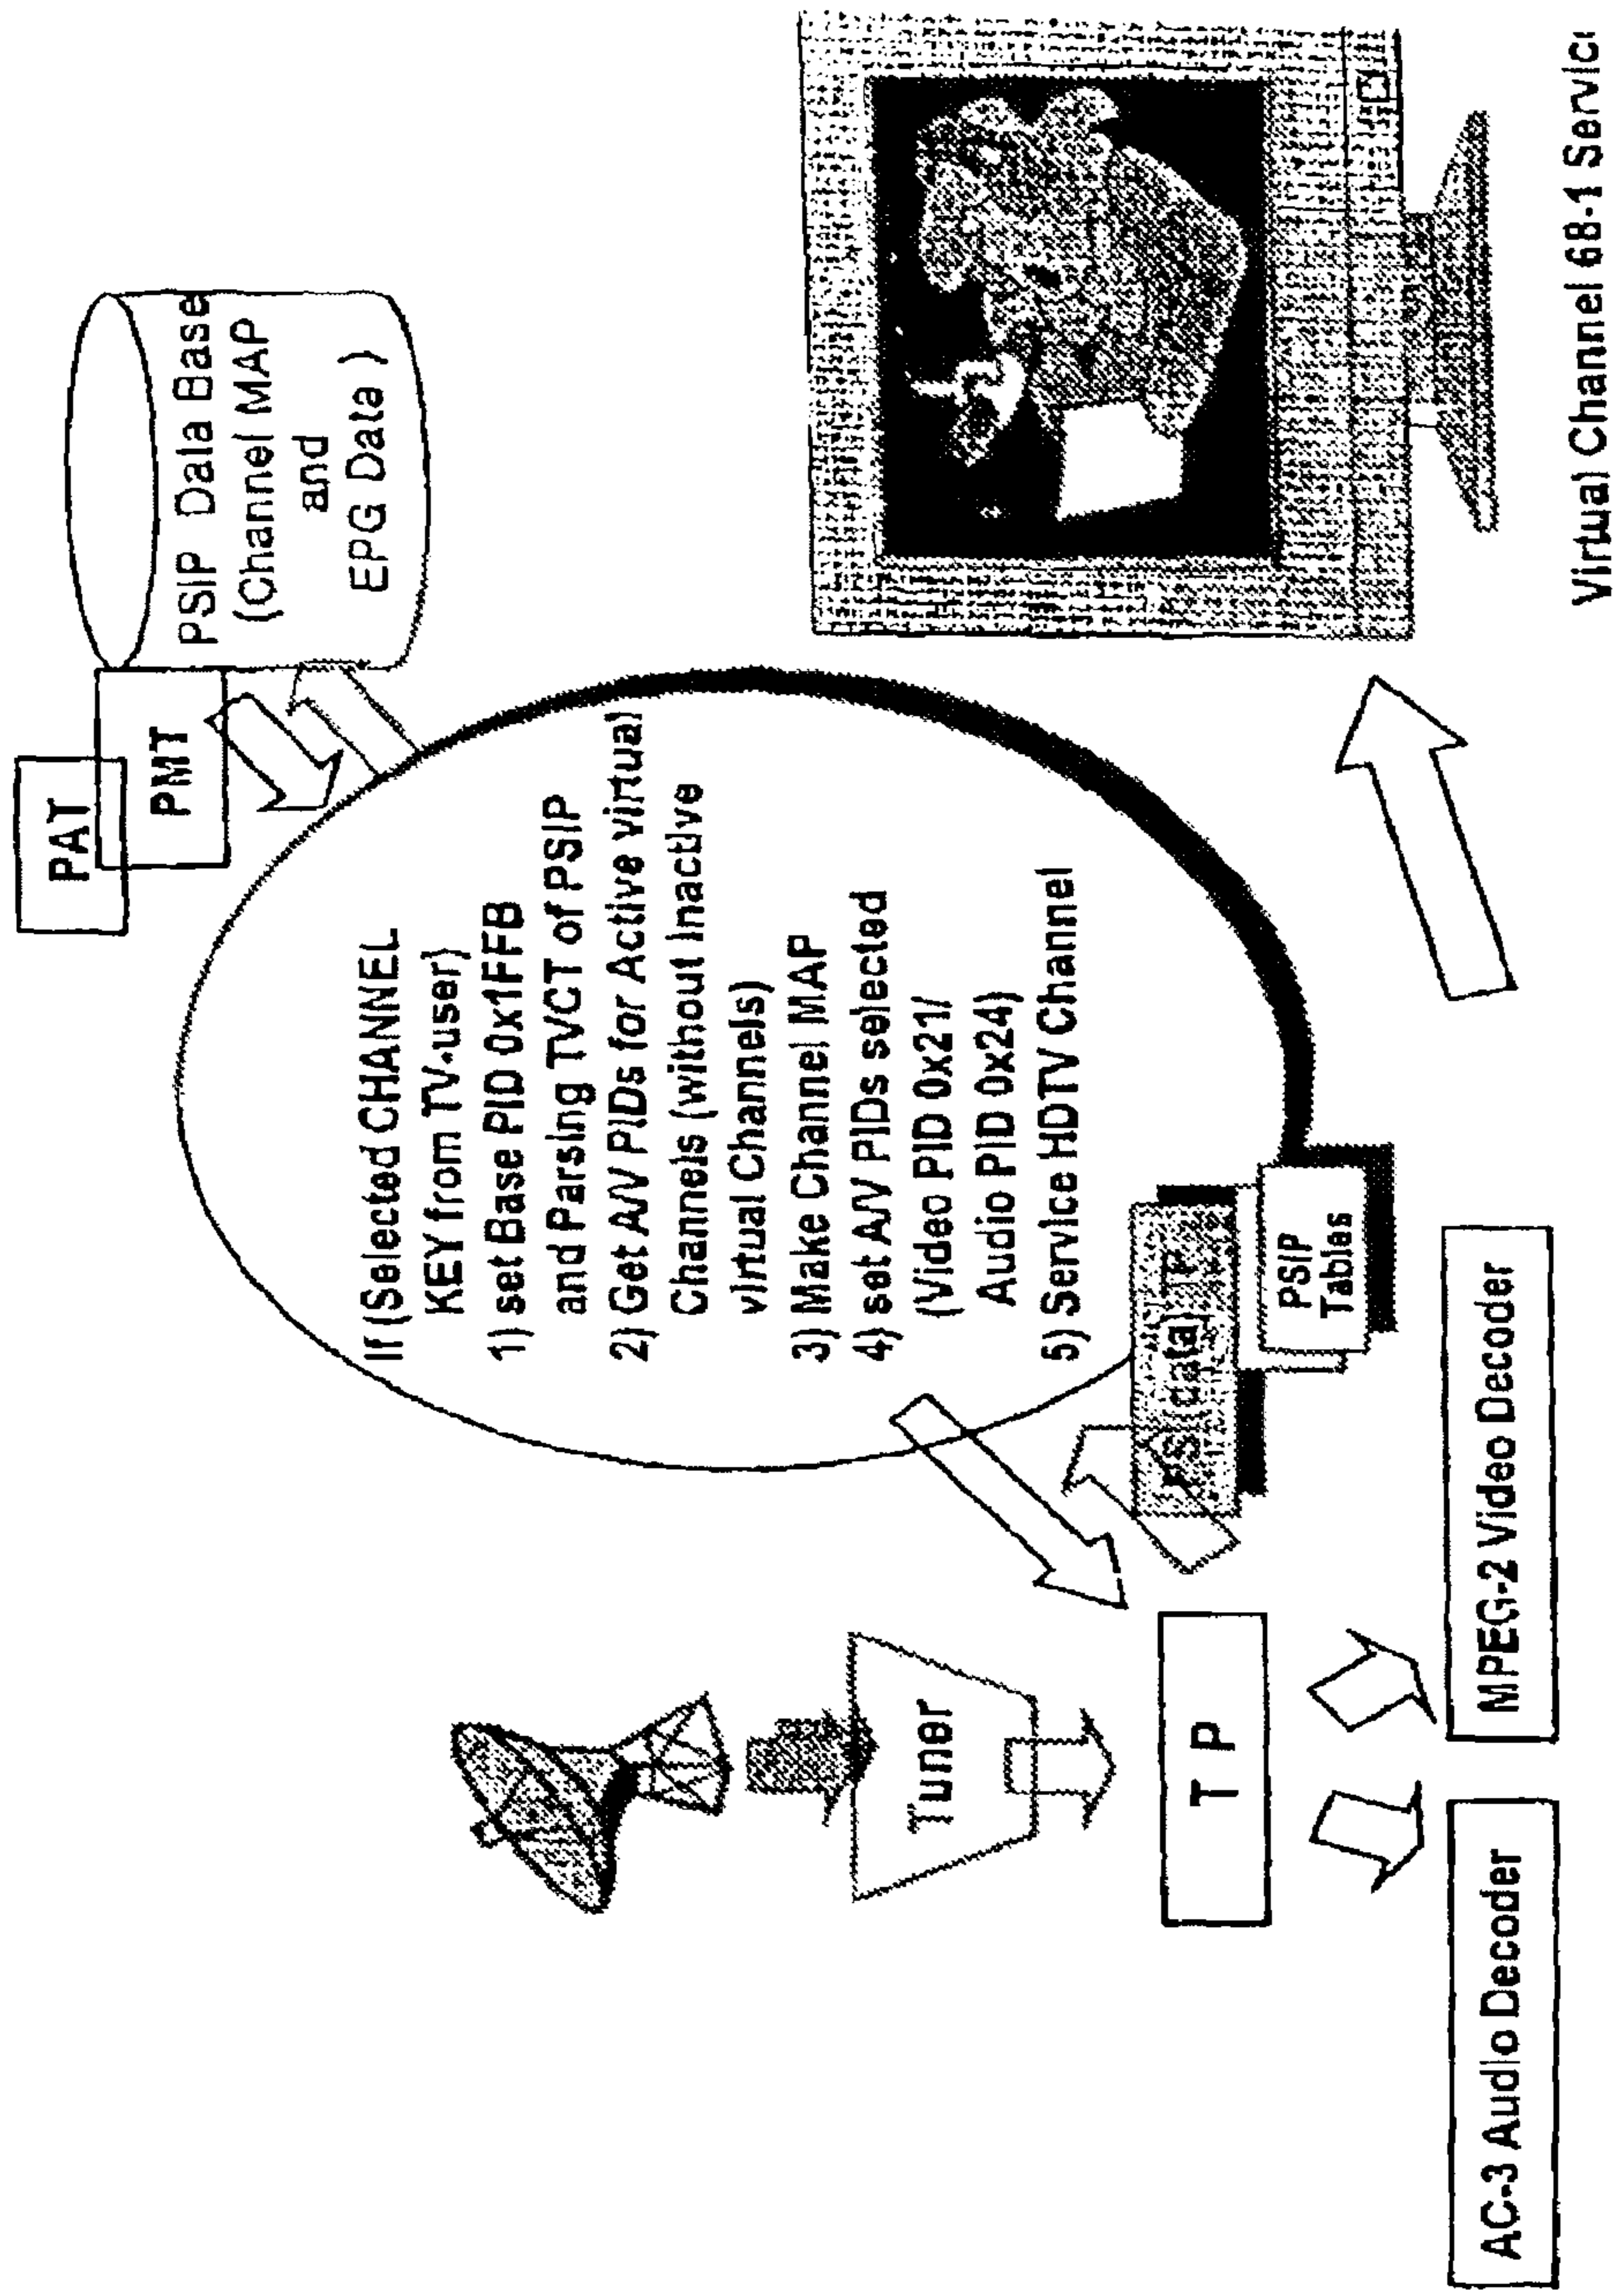 PAT
PMT
PSIP Data Base
(Channel MAP
and
EPG Data )
If (Selected CHANNEL
KEY from TV-user)
1) set Base PID 0x1FFB
and Parsing TVCT of PSIP
2) Get A/V PIDs for Active virtual
Channels (without Inactive
virtual Channels)
3) Make Channel MAP
4) set A/V PIDs selected
(Video PID 0x21/
Audio PID 0x24)
5) Service HDTV Channel
Tuner
T P
(data)
PSIP
Tables
AC-3 Audio Decoder
MPEG-2 Video Decoder
Virtual Channel 68-1